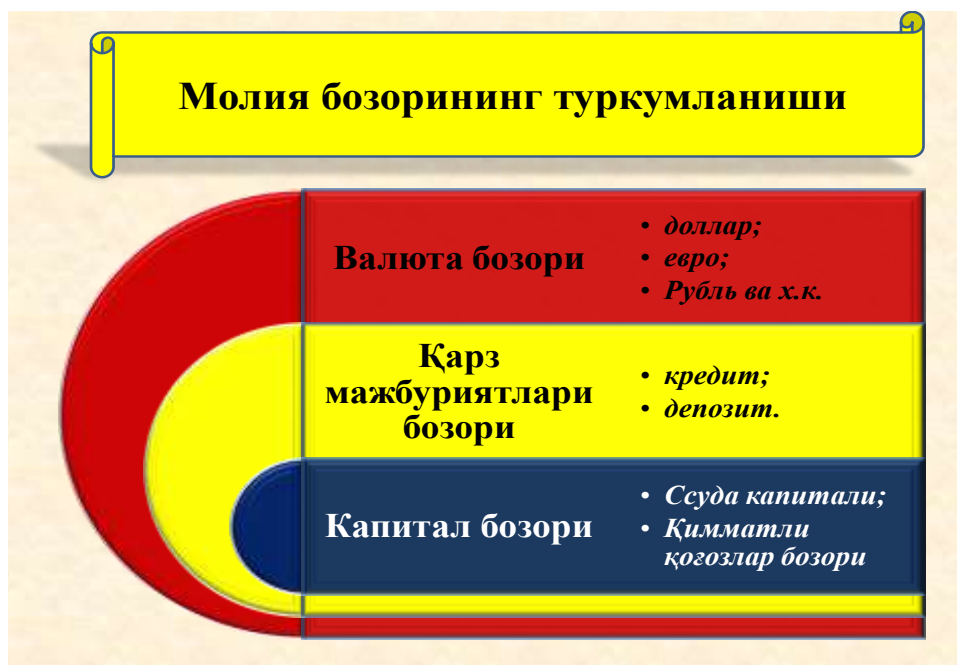 Молия бозорининг туркумланиши
Валюта бозори
• доллар;
• евро;
• Рубль ва х.к.
Қарз
мажбуриятлари
бозори
• кредит;
• депозит.
Капитал бозори
• Ссуда капитали;
• Қимматли
қоғозлар бозори